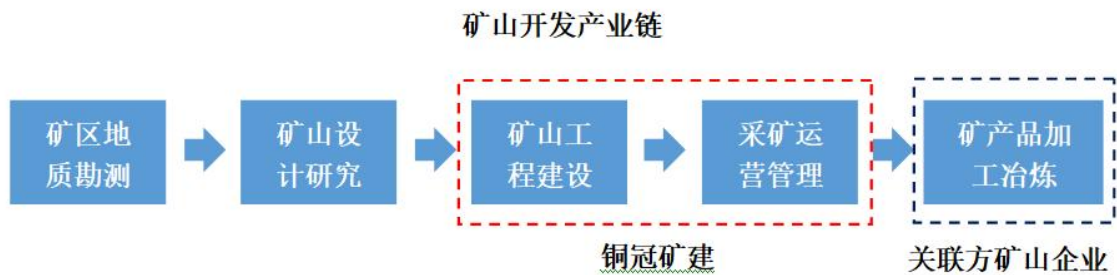 矿山开发产业链
矿区地
质勘测
矿山设
计研究
矿山工
程建设
采矿运
营管理
矿产品加
工冶炼
铜冠矿建
关联方矿山企业